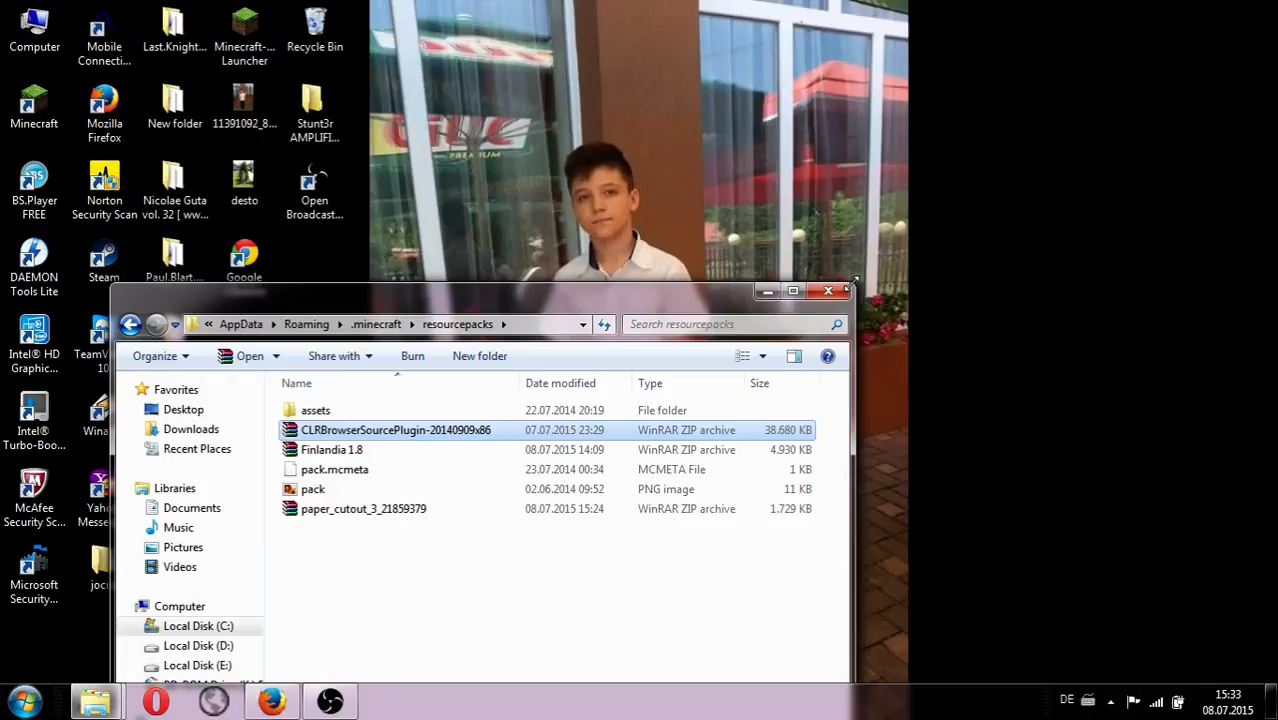 Computer
Mobile
Connecti...
Last.Knight...
Minecraft-...
Launcher
Recycle Bin
Minecraft
Mozilla
Firefox
New folder
11391092_8...
Stunt3r
AMPLIFI...
BS.Player
FREE
Norton
Security Scan
Nicolae Guta
vol. 32 [ ww...
desto
Open
Broadcast...
DAEMON
Tools Lite
Steam
Paul.Blart....
Google
Intel® HD
Graphic...
TeamV
10
Intel®
Turbo-Boo...
Wina
McAfee
Security Sc...
Yaho
Messe
Microsoft
Security...
jocu
PREMIUM
AppData
Roaming
.minecraft
resourcepacks
Search resourcepacks
Organize
Open
Share with
Burn
New folder
Name
Date modified
Type
Size
assets
22.07.2014 20:19
File folder
CLRBrowserSourcePlugin-20140909x86
07.07.2015 23:29
WinRAR ZIP archive
38.680 KB
Finlandia 1.8
08.07.2015 14:09
WinRAR ZIP archive
4.930 KB
pack.mcmeta
23.07.2014 00:34
MCMETA File
1 KB
pack
02.06.2014 09:52
PNG image
11 KB
paper_cutout_3_21859379
08.07.2015 15:24
WinRAR ZIP archive
1.729 KB
Favorites
Desktop
Downloads
Recent Places
Libraries
Documents
Music
Pictures
Videos
Computer
Local Disk (C:)
Local Disk (D:)
Local Disk (E:)
DE
15:33
08.07.2015